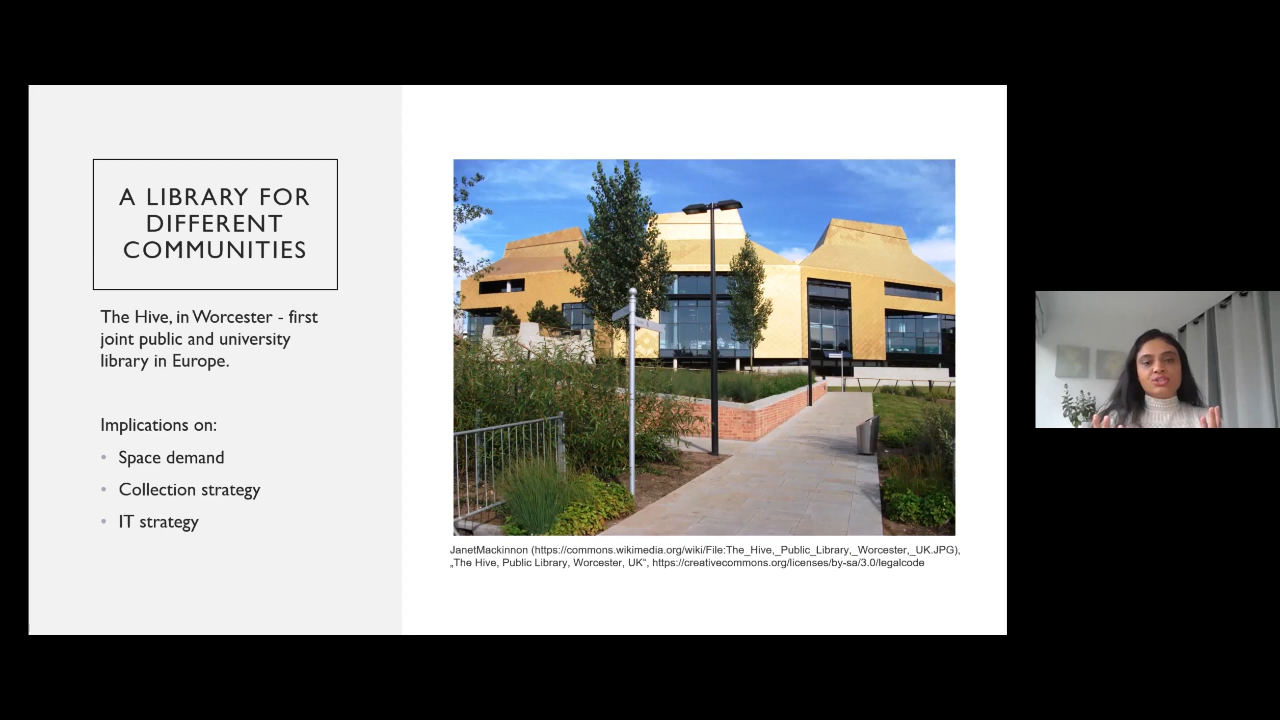 A LIBRARY FOR
DIFFERENT
COMMUNITIES
The Hive, in Worcester - first
joint public and university
library in Europe.
Implications on:
• Space demand
• Collection strategy
• IT strategy
JanetMackinnon (https://commons.wikimedia.org/wiki/File:The_Hive,_Public_Library,_Worcester,_UK.JPG),
„The Hive, Public Library, Worcester, UK“, https://creativecommons.org/licenses/by-sa/3.0/legalcode